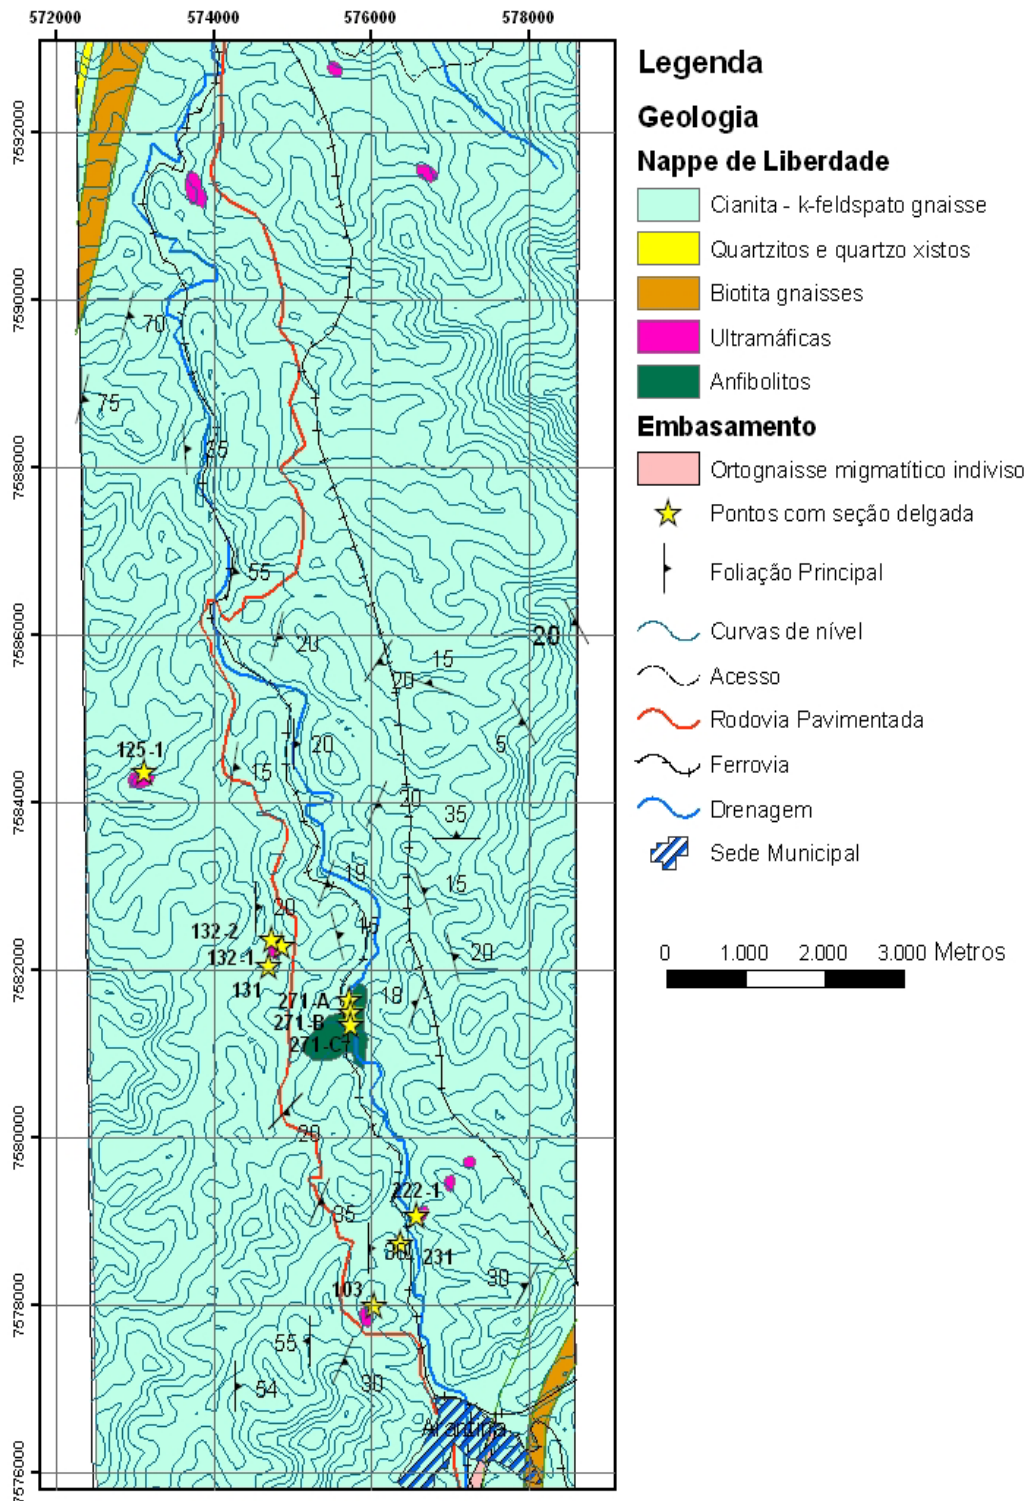 572000 574000 576000 578000
7592000
7590000
7588000
7586000
7584000
7582000
7580000
7578000
7576000
70
75
65
55
20
20
15
20
5
20
125-1
15
20
35
19
15
20
15
20
132-2
132-1
131
18
271-A
271-B
271-C
20
222-1
35
30
231
30
103
55
54
30
Legenda
Geologia
Nappe de Liberdade
Cianita - k-feldspato gnaisse
Quartzitos e quartzo xistos
Biotita gnaisses
Ultramáficas
Anfibolitos
Embasamento
Ortognaisse migmatítico indiviso
Pontos com seção delgada
Foliação Principal
Curvas de nível
Acesso
Rodovia Pavimentada
Ferrovia
Drenagem
Sede Municipal
0 1.000 2.000 3.000 Metros